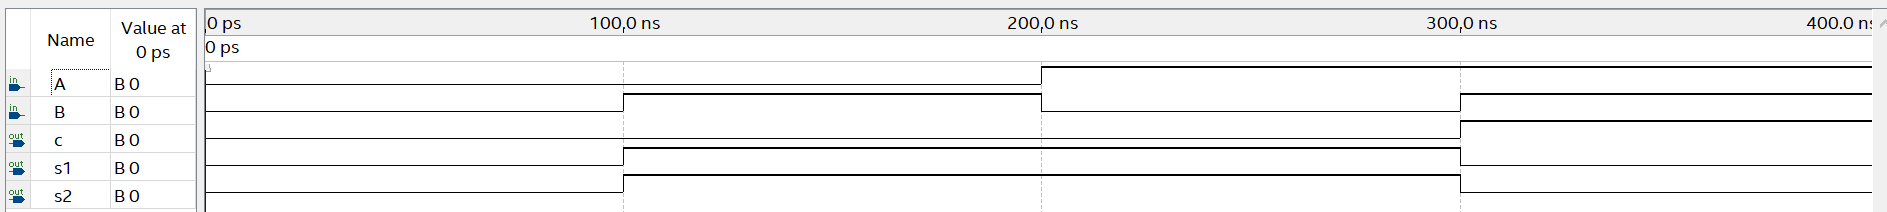 Name
Value at
0 ps
0 ps
100,0 ns
200,0 ns
300,0 ns
400.0 ns
0 ps
in
A
B 0
in
B
B 0
out
c
B 0
out
s1
B 0
out
s2
B 0